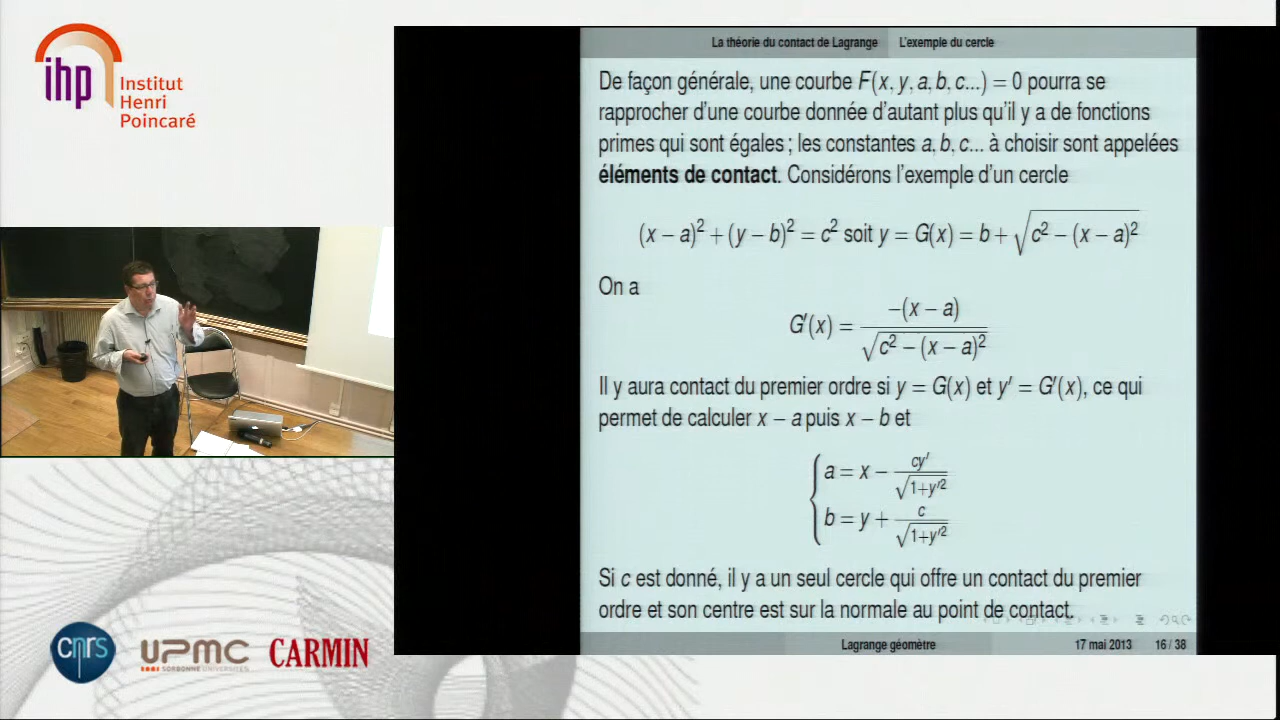 ihp
Institut
Henri
Poincaré
La théorie du contact de Lagrange L'exemple du cercle
De façon générale, une courbe F(x, y, a, b, c...) = 0 pourra se
rapprocher d'une courbe donnée d'autant plus qu'il y a de fonctions
primes qui sont égales ; les constantes a, b, c... à choisir sont appelées
éléments de contact. Considérons l'exemple d'un cercle
(x − a)² + (y − b)² = c² soit y = G(x) = b + √(c² − (x − a)²)
On a
G′(x) = −(x − a) / √(c² − (x − a)²)
Il y aura contact du premier ordre si y = G(x) et y′ = G′(x), ce qui
permet de calculer x − a puis x − b et
a = x − cy′ / √(1+y′²)
b = y + c / √(1+y′²)
Si c est donné, il y a un seul cercle qui offre un contact du premier
ordre et son centre est sur la normale au point de contact.
Lagrange géomètre 17 mai 2013 16 / 38
cnrs
UPMC
SORBONNE UNIVERSITÉS
CARMIN